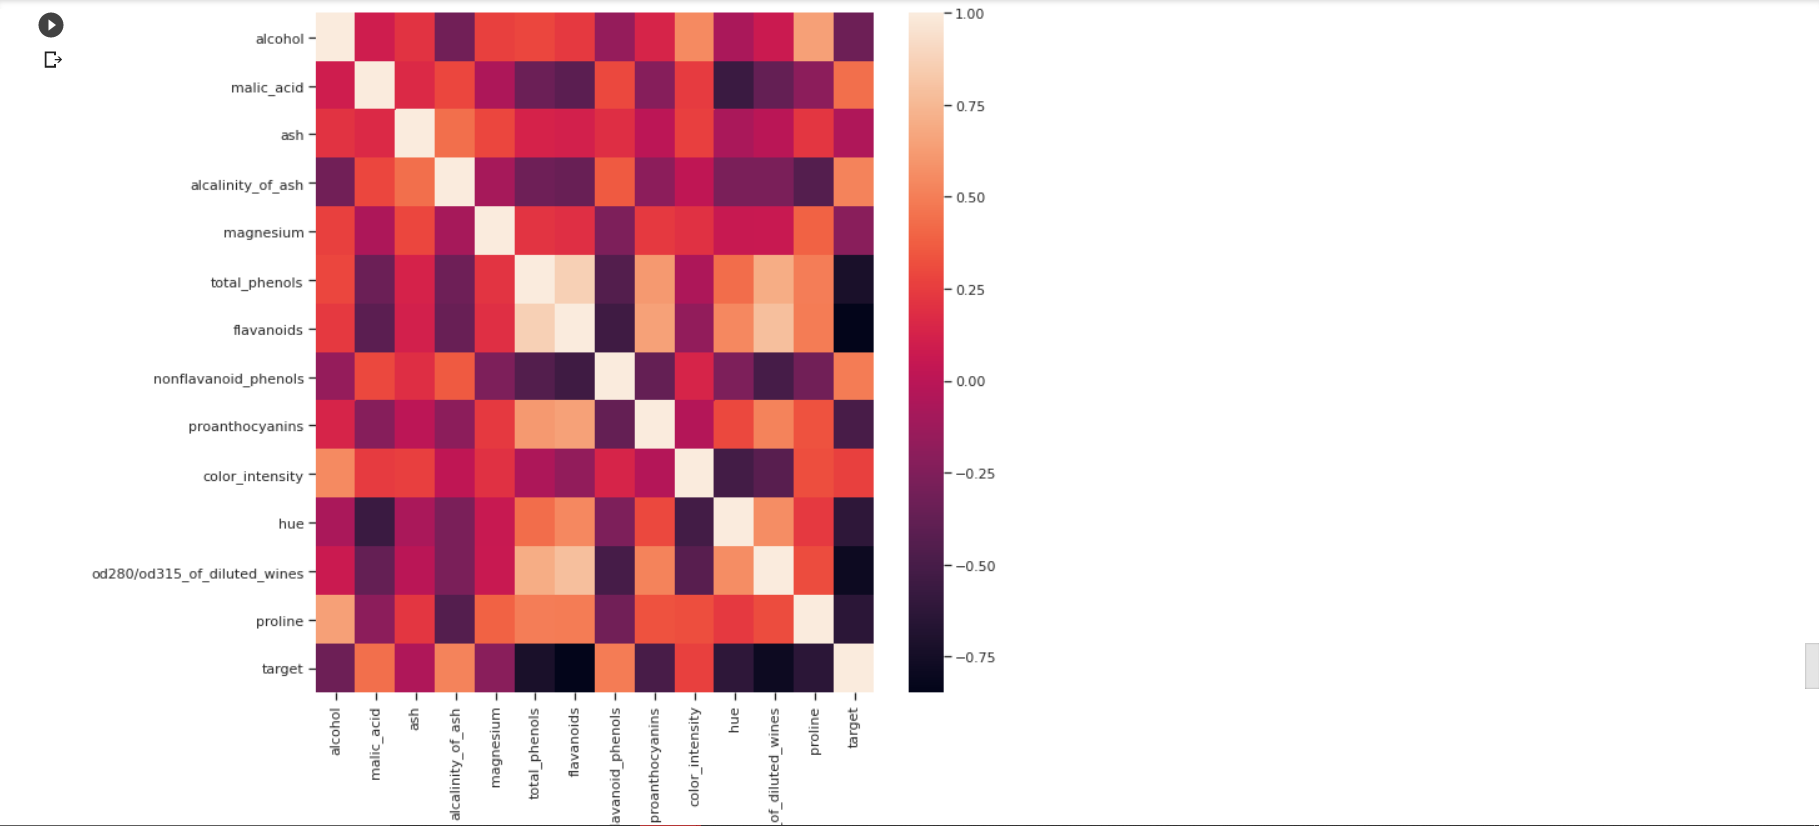 alcohol
malic_acid
ash
alcalinity_of_ash
magnesium
total_phenols
flavanoids
nonflavanoid_phenols
proanthocyanins
color_intensity
hue
od280/od315_of_diluted_wines
proline
target
alcohol
malic_acid
ash
alcalinity_of_ash
magnesium
total_phenols
flavanoids
avanoid_phenols
proanthocyanins
color_intensity
hue
_of_diluted_wines
proline
target
1.00
0.75
0.50
0.25
0.00
−0.25
−0.50
−0.75